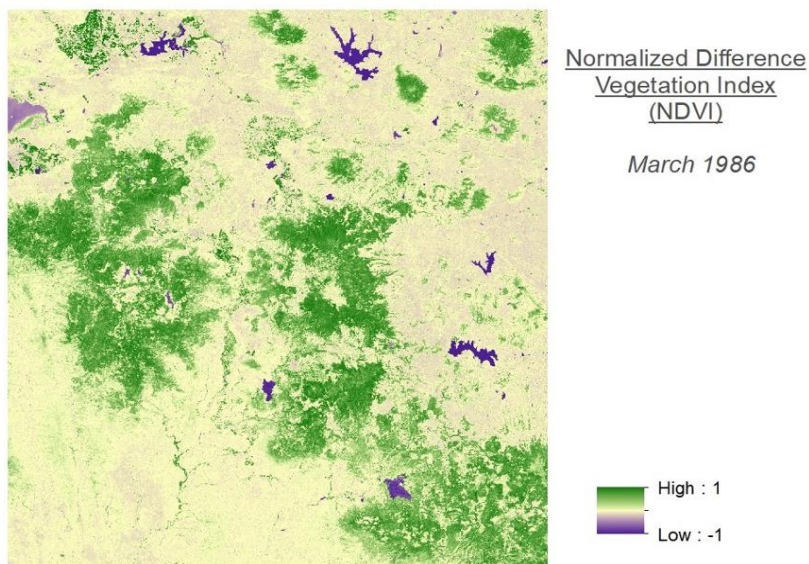 Normalized Difference
Vegetation Index
(NDVI)
March 1986
High : 1
Low : -1